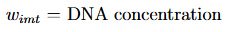 w_{imt} = DNA concentration